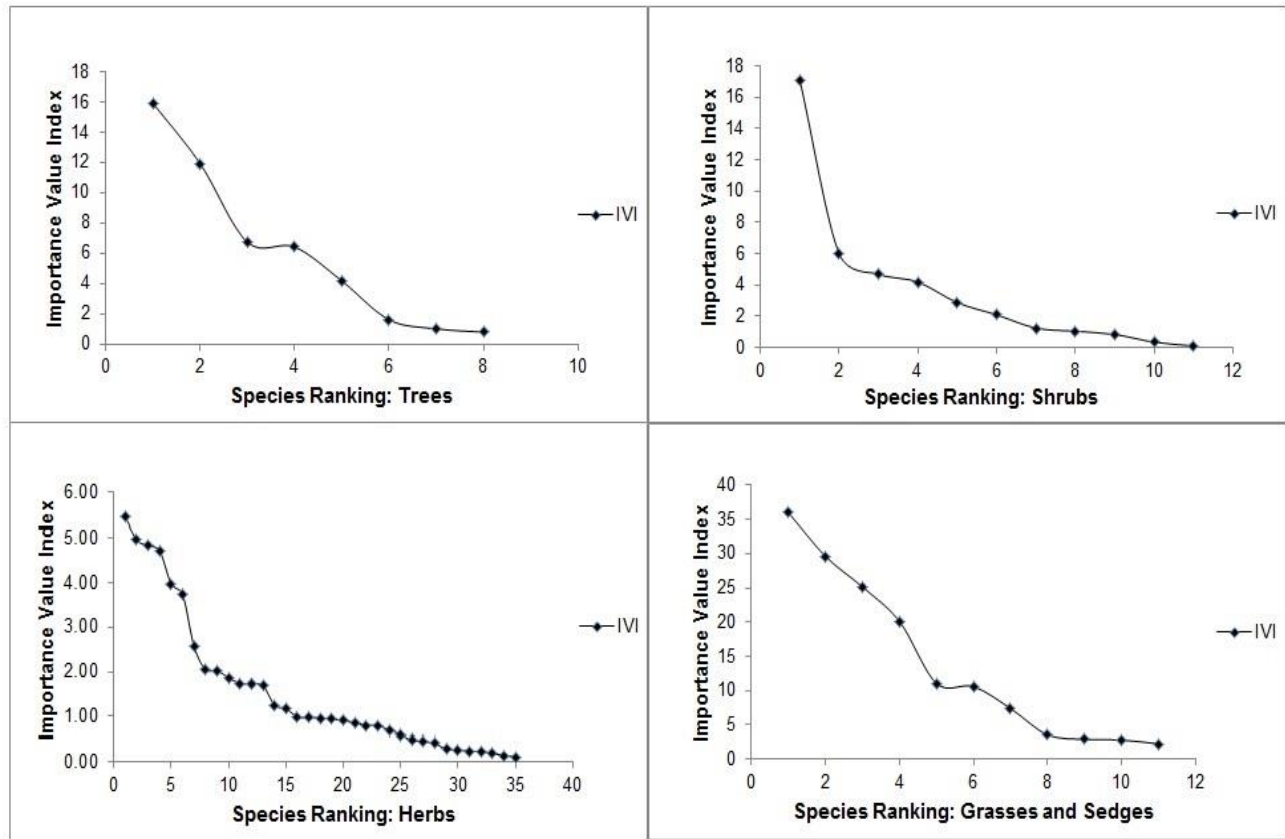 18
16
14
12
10
8
6
4
2
0
Importance Value Index
0 2 4 6 8 10
Species Ranking: Trees
IVI
18
16
14
12
10
8
6
4
2
0
Importance Value Index
0 2 4 6 8 10 12
Species Ranking: Shrubs
IVI
6.00
5.00
4.00
3.00
2.00
1.00
0.00
Importance Value Index
0 5 10 15 20 25 30 35 40
Species Ranking: Herbs
IVI
40
35
30
25
20
15
10
5
0
Importance Value Index
0 2 4 6 8 10 12
Species Ranking: Grasses and Sedges
IVI